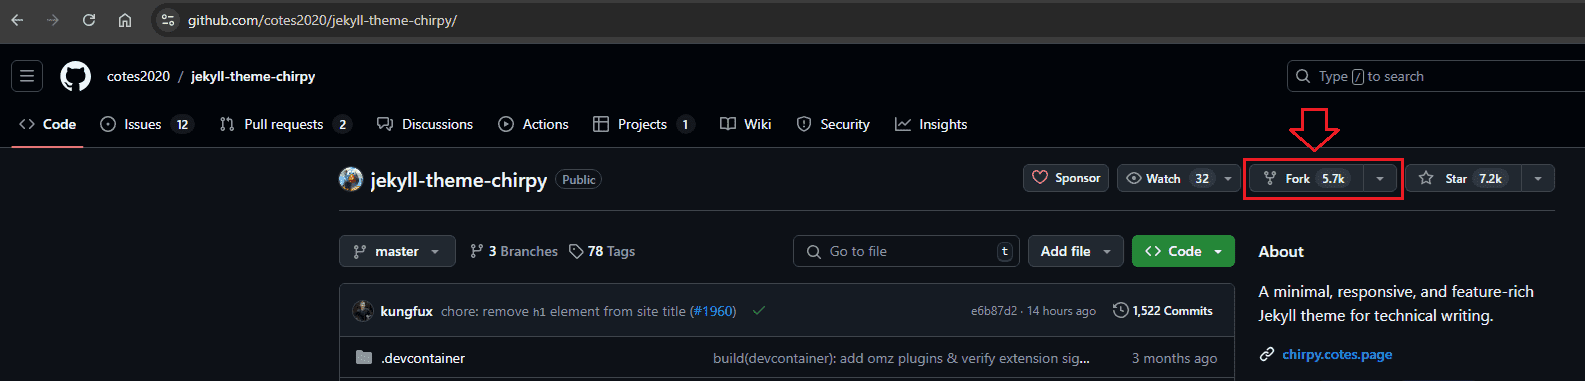 github.com/cotes2020/jekyll-theme-chirpy/
cotes2020 / jekyll-theme-chirpy
Type / to search
Code Issues 12 Pull requests 2 Discussions Actions Projects 1 Wiki Security Insights
jekyll-theme-chirpy Public Sponsor Watch 32 Fork 5.7k Star 7.2k
master 3 Branches 78 Tags Go to file t Add file Code
About
kungfux chore: remove h1 element from site title (#1960) e6b87d2 · 14 hours ago 1,522 Commits
A minimal, responsive, and feature-rich
Jekyll theme for technical writing.
.devcontainer build(devcontainer): add omz plugins & verify extension sig... 3 months ago
chirpy.cotes.page